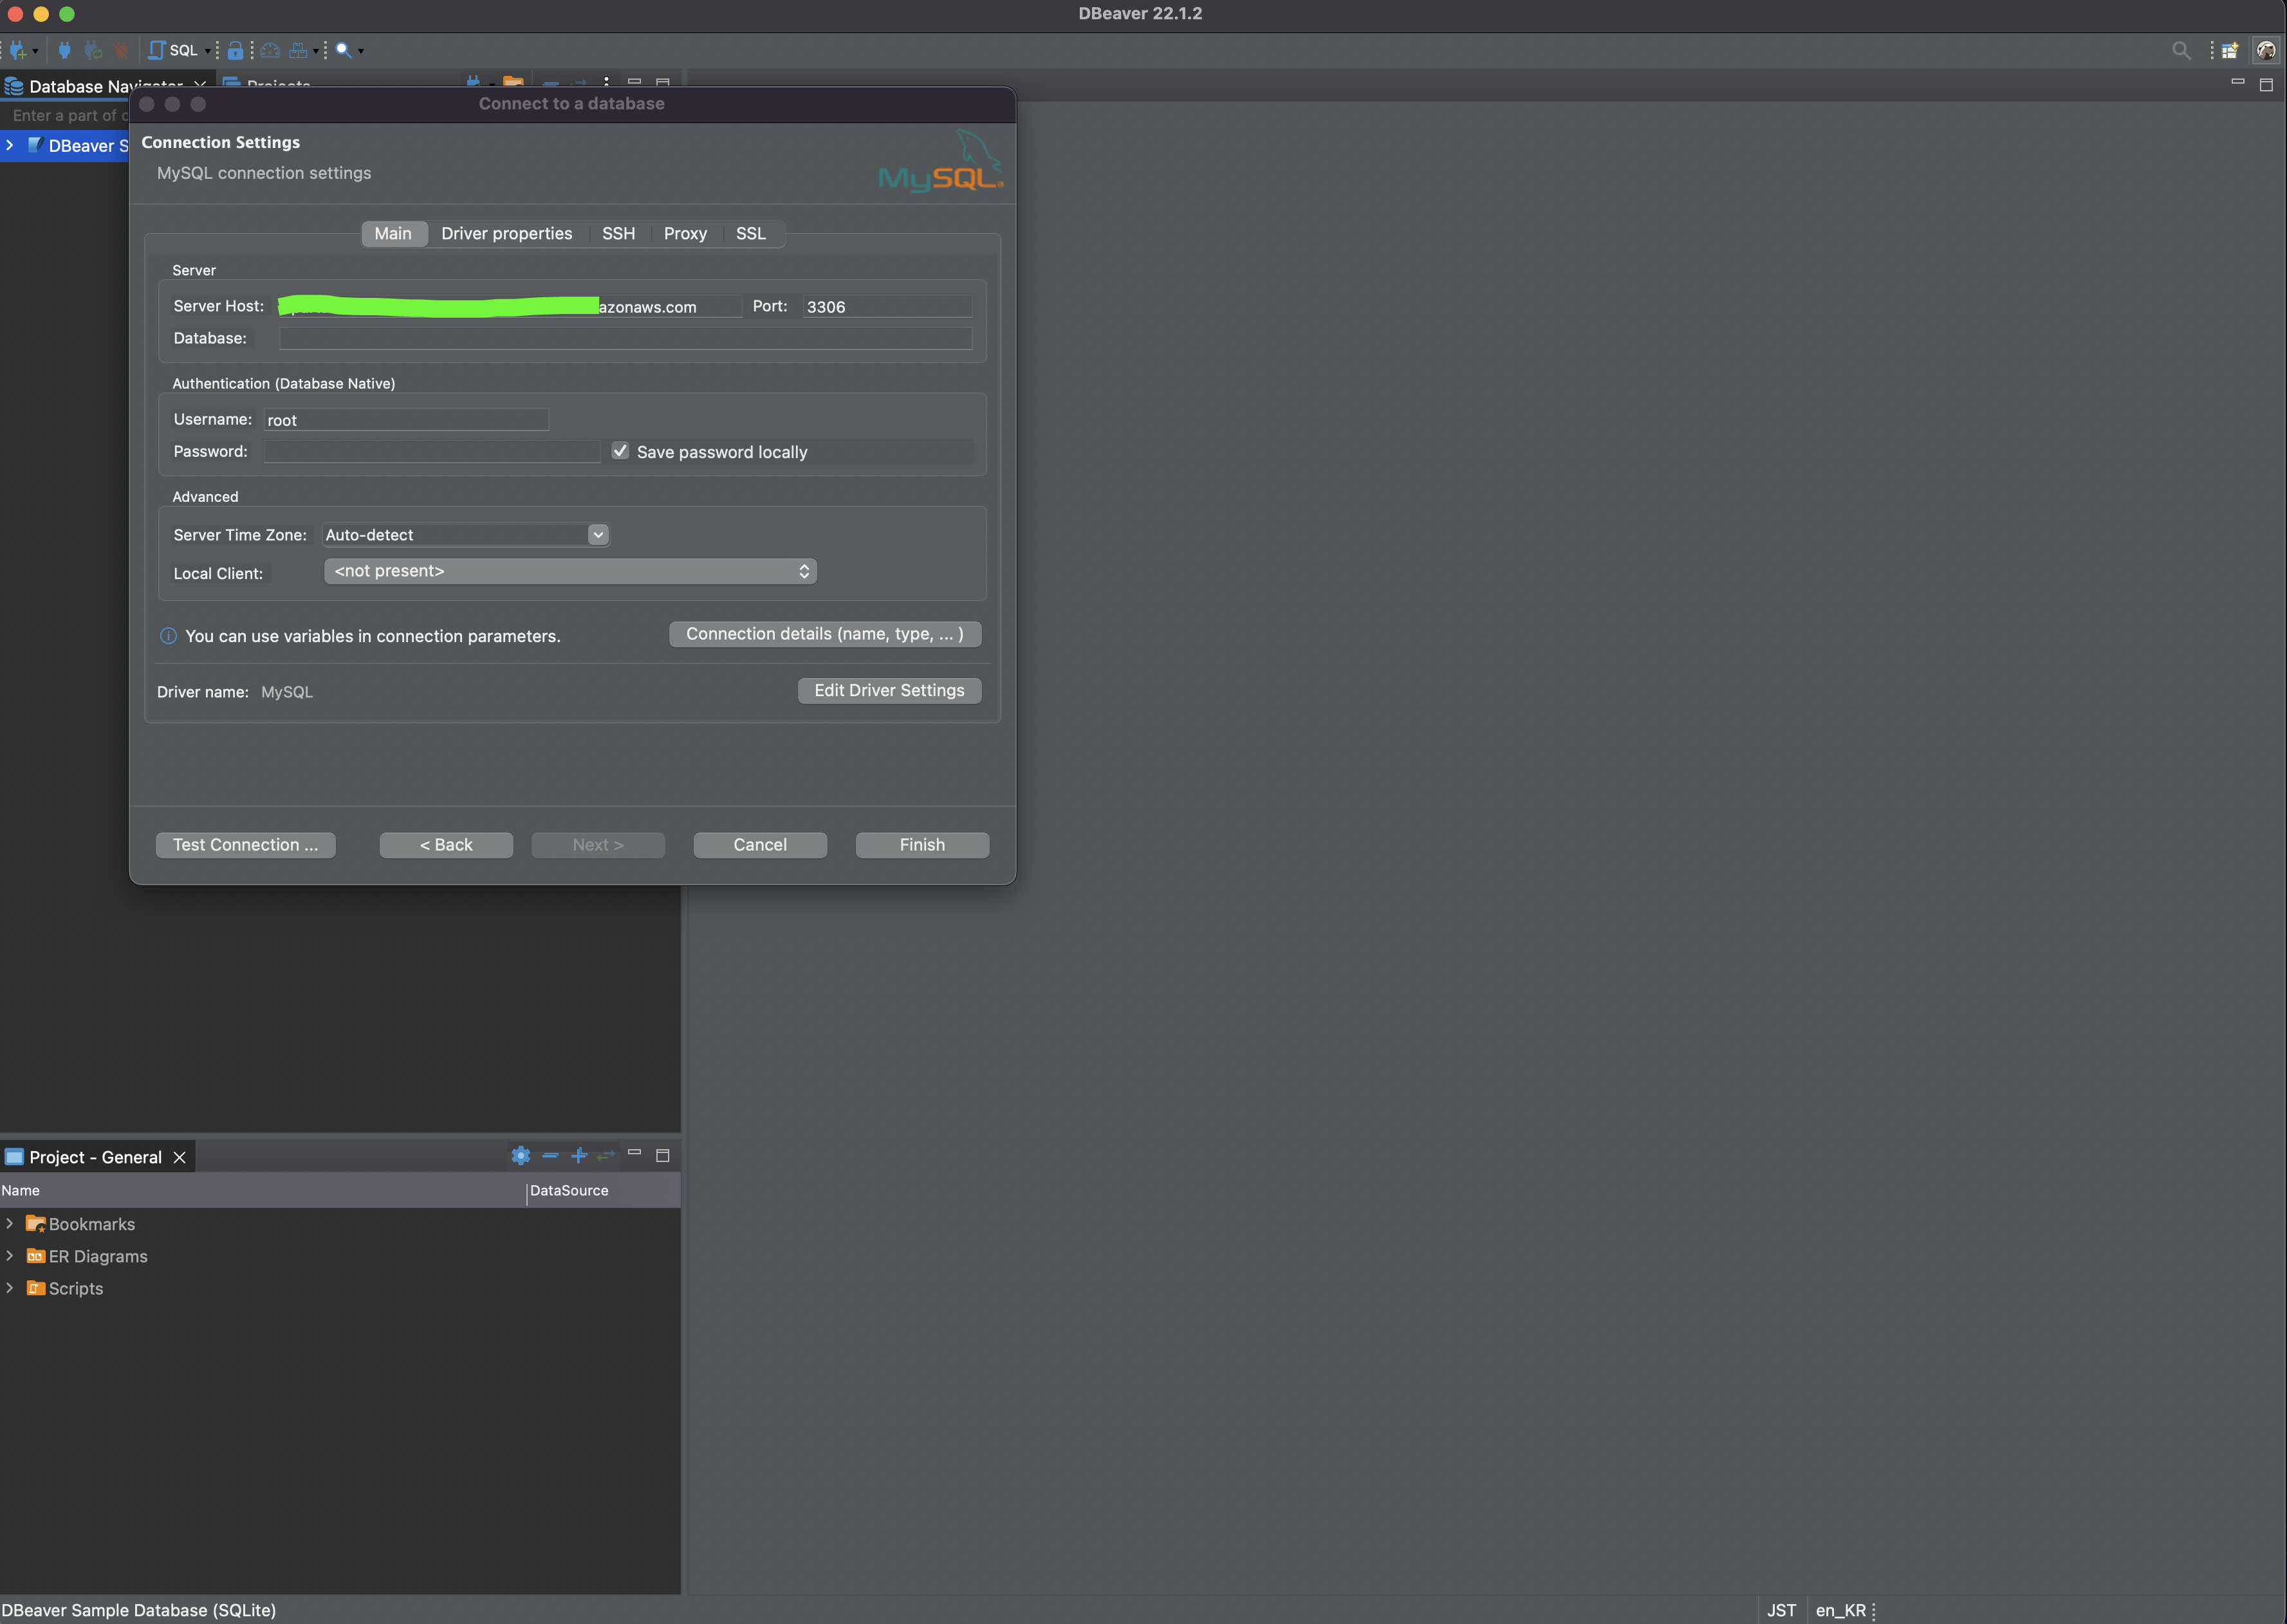 DBeaver 22.1.2
SQL
Database Navigator
Projects
Enter a part of
DBeaver S
Connect to a database
Connection Settings
MySQL connection settings
MySQL
Main Driver properties SSH Proxy SSL
Server
Server Host: azonaws.com Port: 3306
Database:
Authentication (Database Native)
Username: root
Password: Save password locally
Advanced
Server Time Zone: Auto-detect
Local Client: <not present>
You can use variables in connection parameters. Connection details (name, type, ... )
Driver name: MySQL Edit Driver Settings
Test Connection ... < Back Next > Cancel Finish
Project - General
Name DataSource
Bookmarks
ER Diagrams
Scripts
DBeaver Sample Database (SQLite) JST en_KR